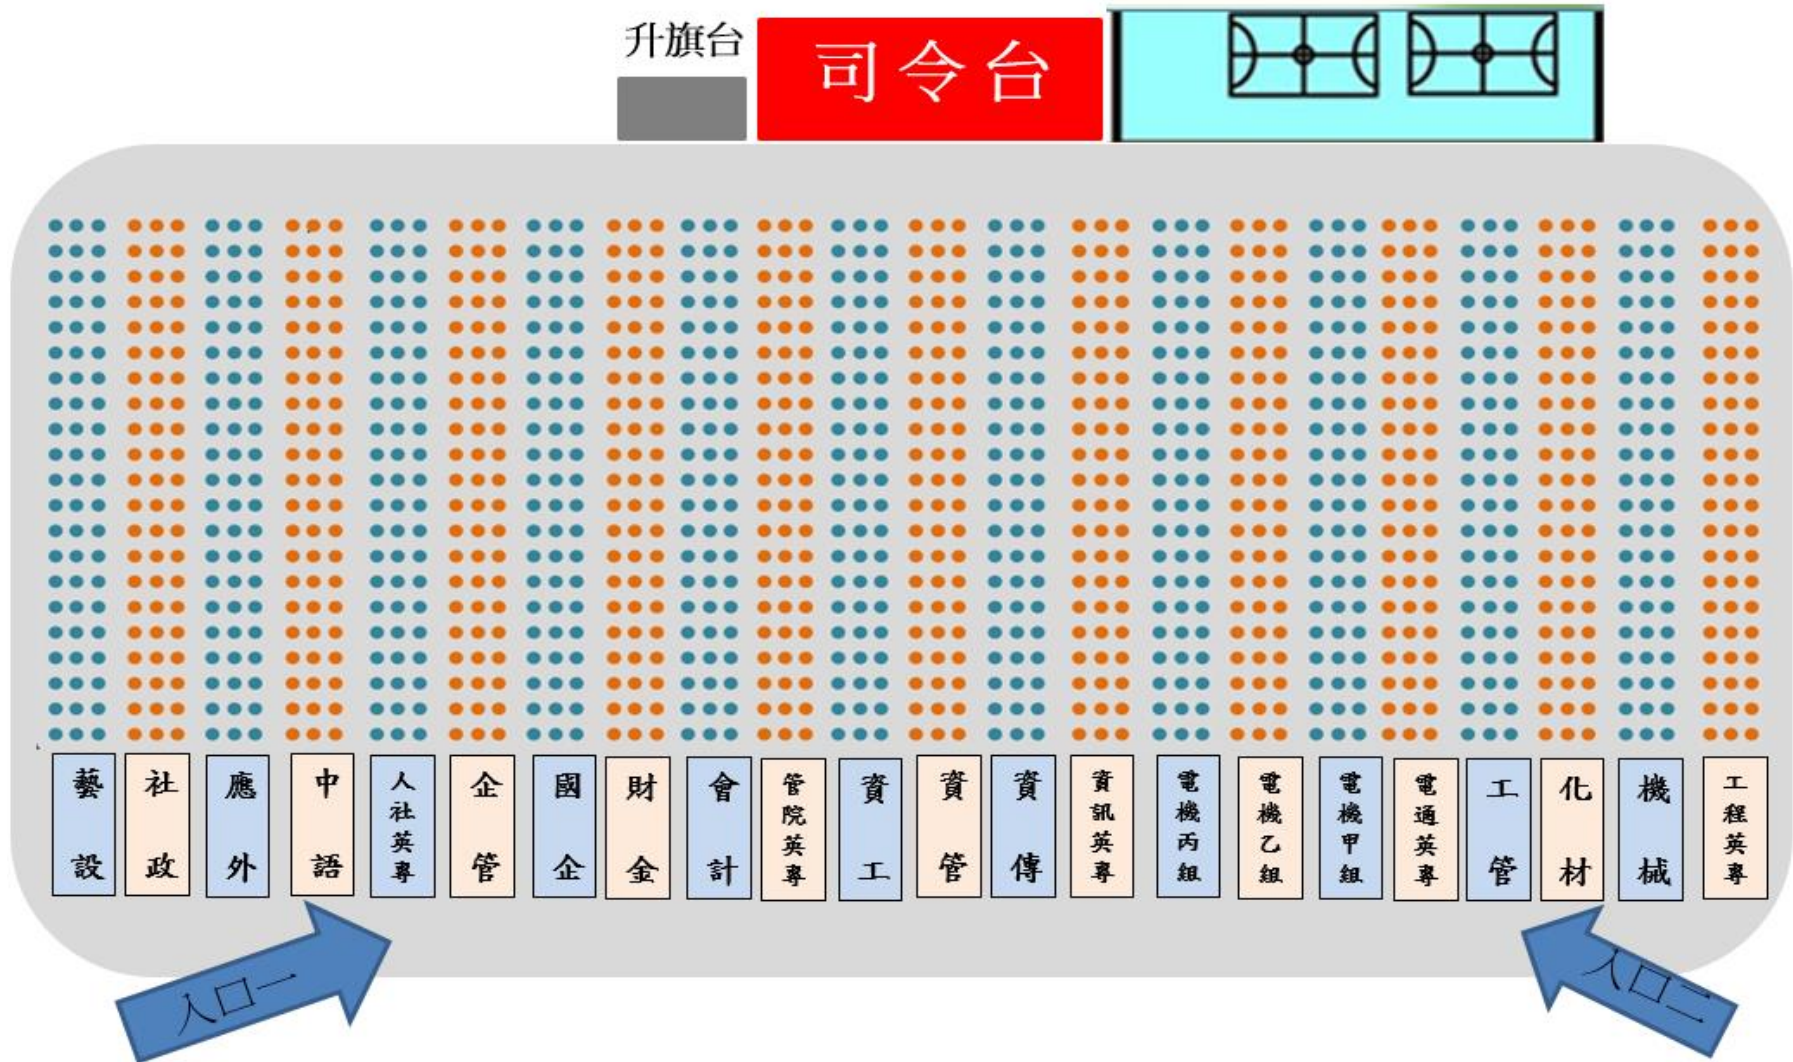 升旗台
司令台
藝設
社政
應外
中語
人社英專
企管
國企
財金
會計
管院英專
資工
資管
資傳
資訊英專
電機丙組
電機乙組
電機甲組
電通英專
工管
化材
機械
工程英專
入口一
入口二